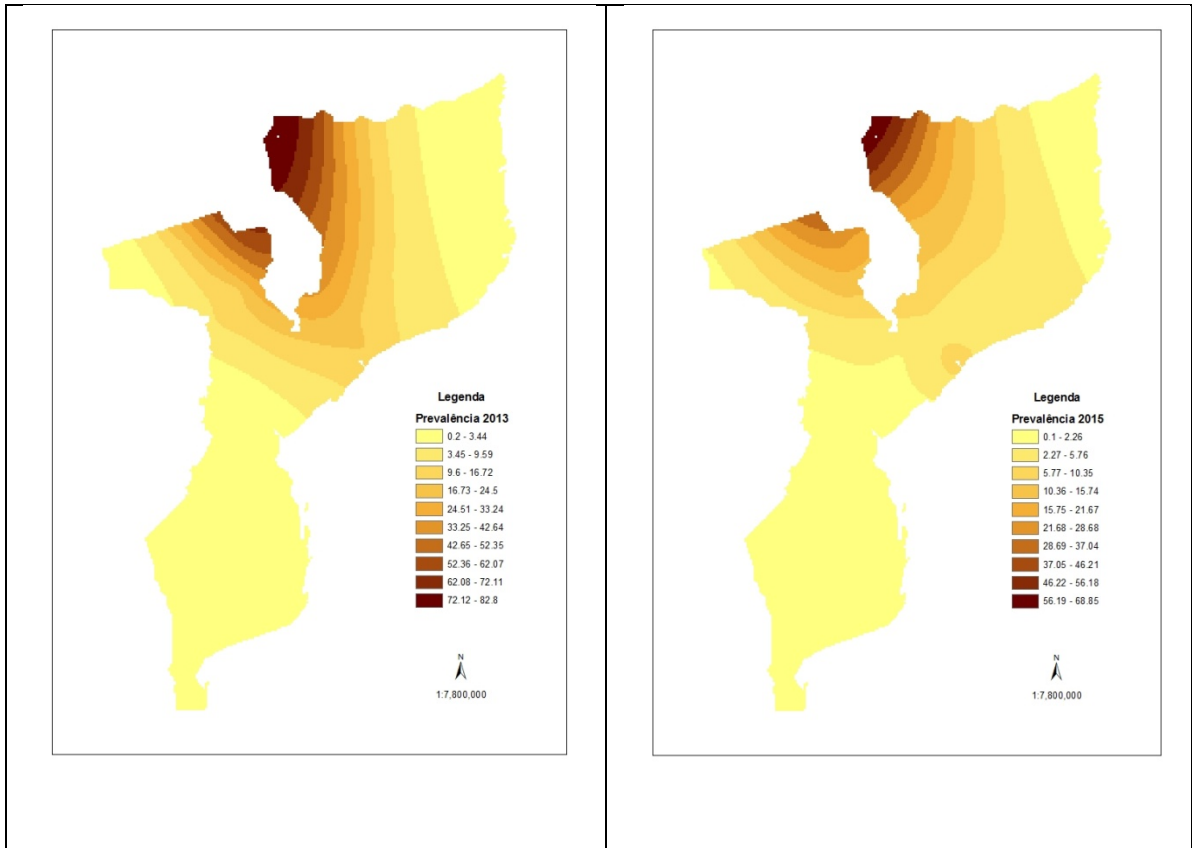 Legenda
Prevalência 2013
0.2 - 3.44
3.45 - 9.59
9.6 - 16.72
16.73 - 24.5
24.51 - 33.24
33.25 - 42.64
42.65 - 52.35
52.36 - 62.07
62.08 - 72.11
72.12 - 82.8
N
1:7,800,000
Legenda
Prevalência 2015
0.1 - 2.26
2.27 - 5.76
5.77 - 10.35
10.36 - 15.74
15.75 - 21.67
21.68 - 28.68
28.69 - 37.04
37.05 - 46.21
46.22 - 56.18
56.19 - 68.85
N
1:7,800,000